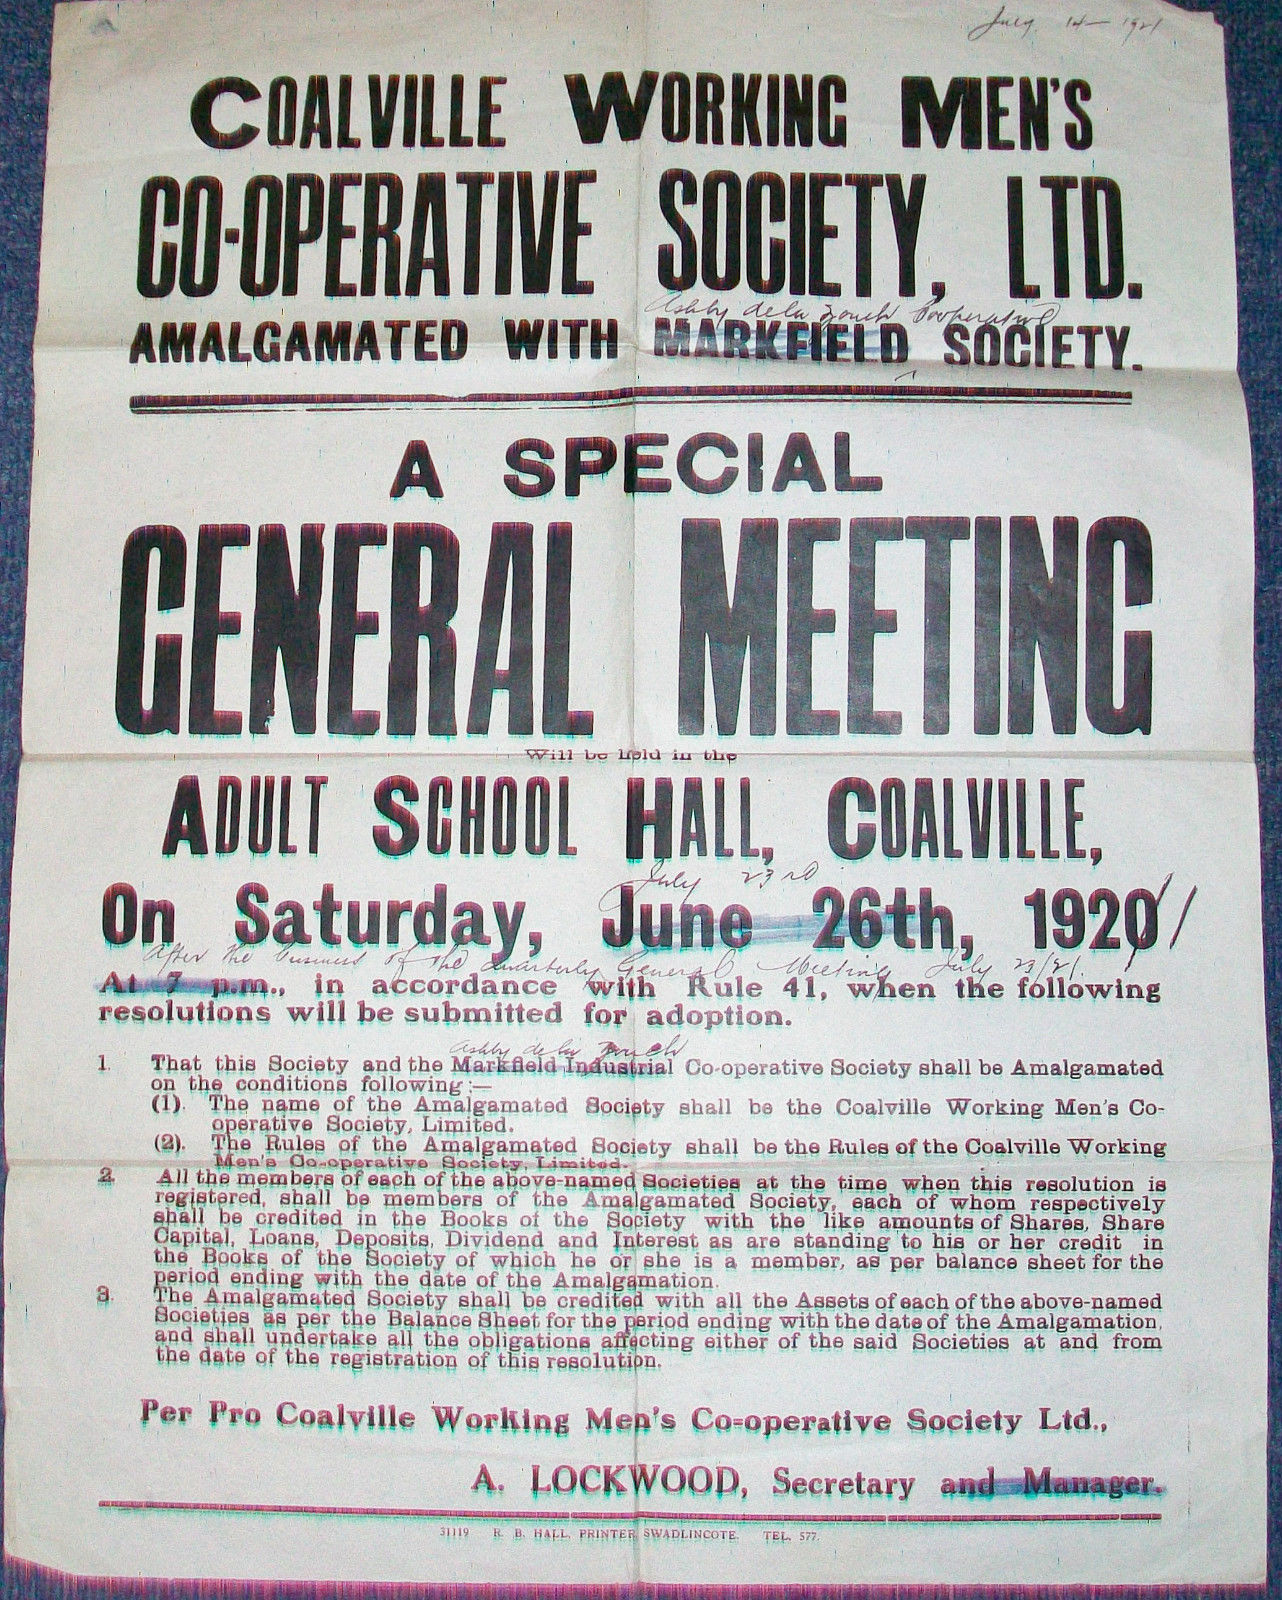 July 14 - 1921
COALVILLE WORKING MEN'S
CO-OPERATIVE SOCIETY, LTD.
Ashby de la Zouch Cooperative
AMALGAMATED WITH MARKFIELD SOCIETY.
A SPECIAL
GENERAL MEETING
Will be held in the
ADULT SCHOOL HALL, COALVILLE,
July 23rd
On Saturday, June 26th, 1920 1
After the business of the Quarterly General Meeting July 23/21.
At 7 p.m., in accordance with Rule 41, when the following
resolutions will be submitted for adoption.
ashby de la Zouch
1. That this Society and the Markfield Industrial Co-operative Society shall be Amalgamated
on the conditions following:—
(1). The name of the Amalgamated Society shall be the Coalville Working Men's Co-
operative Society, Limited.
(2). The Rules of the Amalgamated Society shall be the Rules of the Coalville Working
Men's Co-operative Society, Limited.
2. All the members of each of the above-named Societies at the time when this resolution is
registered, shall be members of the Amalgamated Society, each of whom respectively
shall be credited in the Books of the Society with the like amounts of Shares, Share
Capital, Loans, Deposits, Dividend and Interest as are standing to his or her credit in
the Books of the Society of which he or she is a member, as per balance sheet for the
period ending with the date of the Amalgamation.
3. The Amalgamated Society shall be credited with all the Assets of each of the above-named
Societies as per the Balance Sheet for the period ending with the date of the Amalgamation,
and shall undertake all the obligations affecting either of the said Societies at and from
the date of the registration of this resolution.
Per Pro Coalville Working Men's Co=operative Society Ltd.,
A. LOCKWOOD, Secretary and Manager.
31119 R. B. HALL, PRINTER, SWADLINCOTE. TEL. 577.